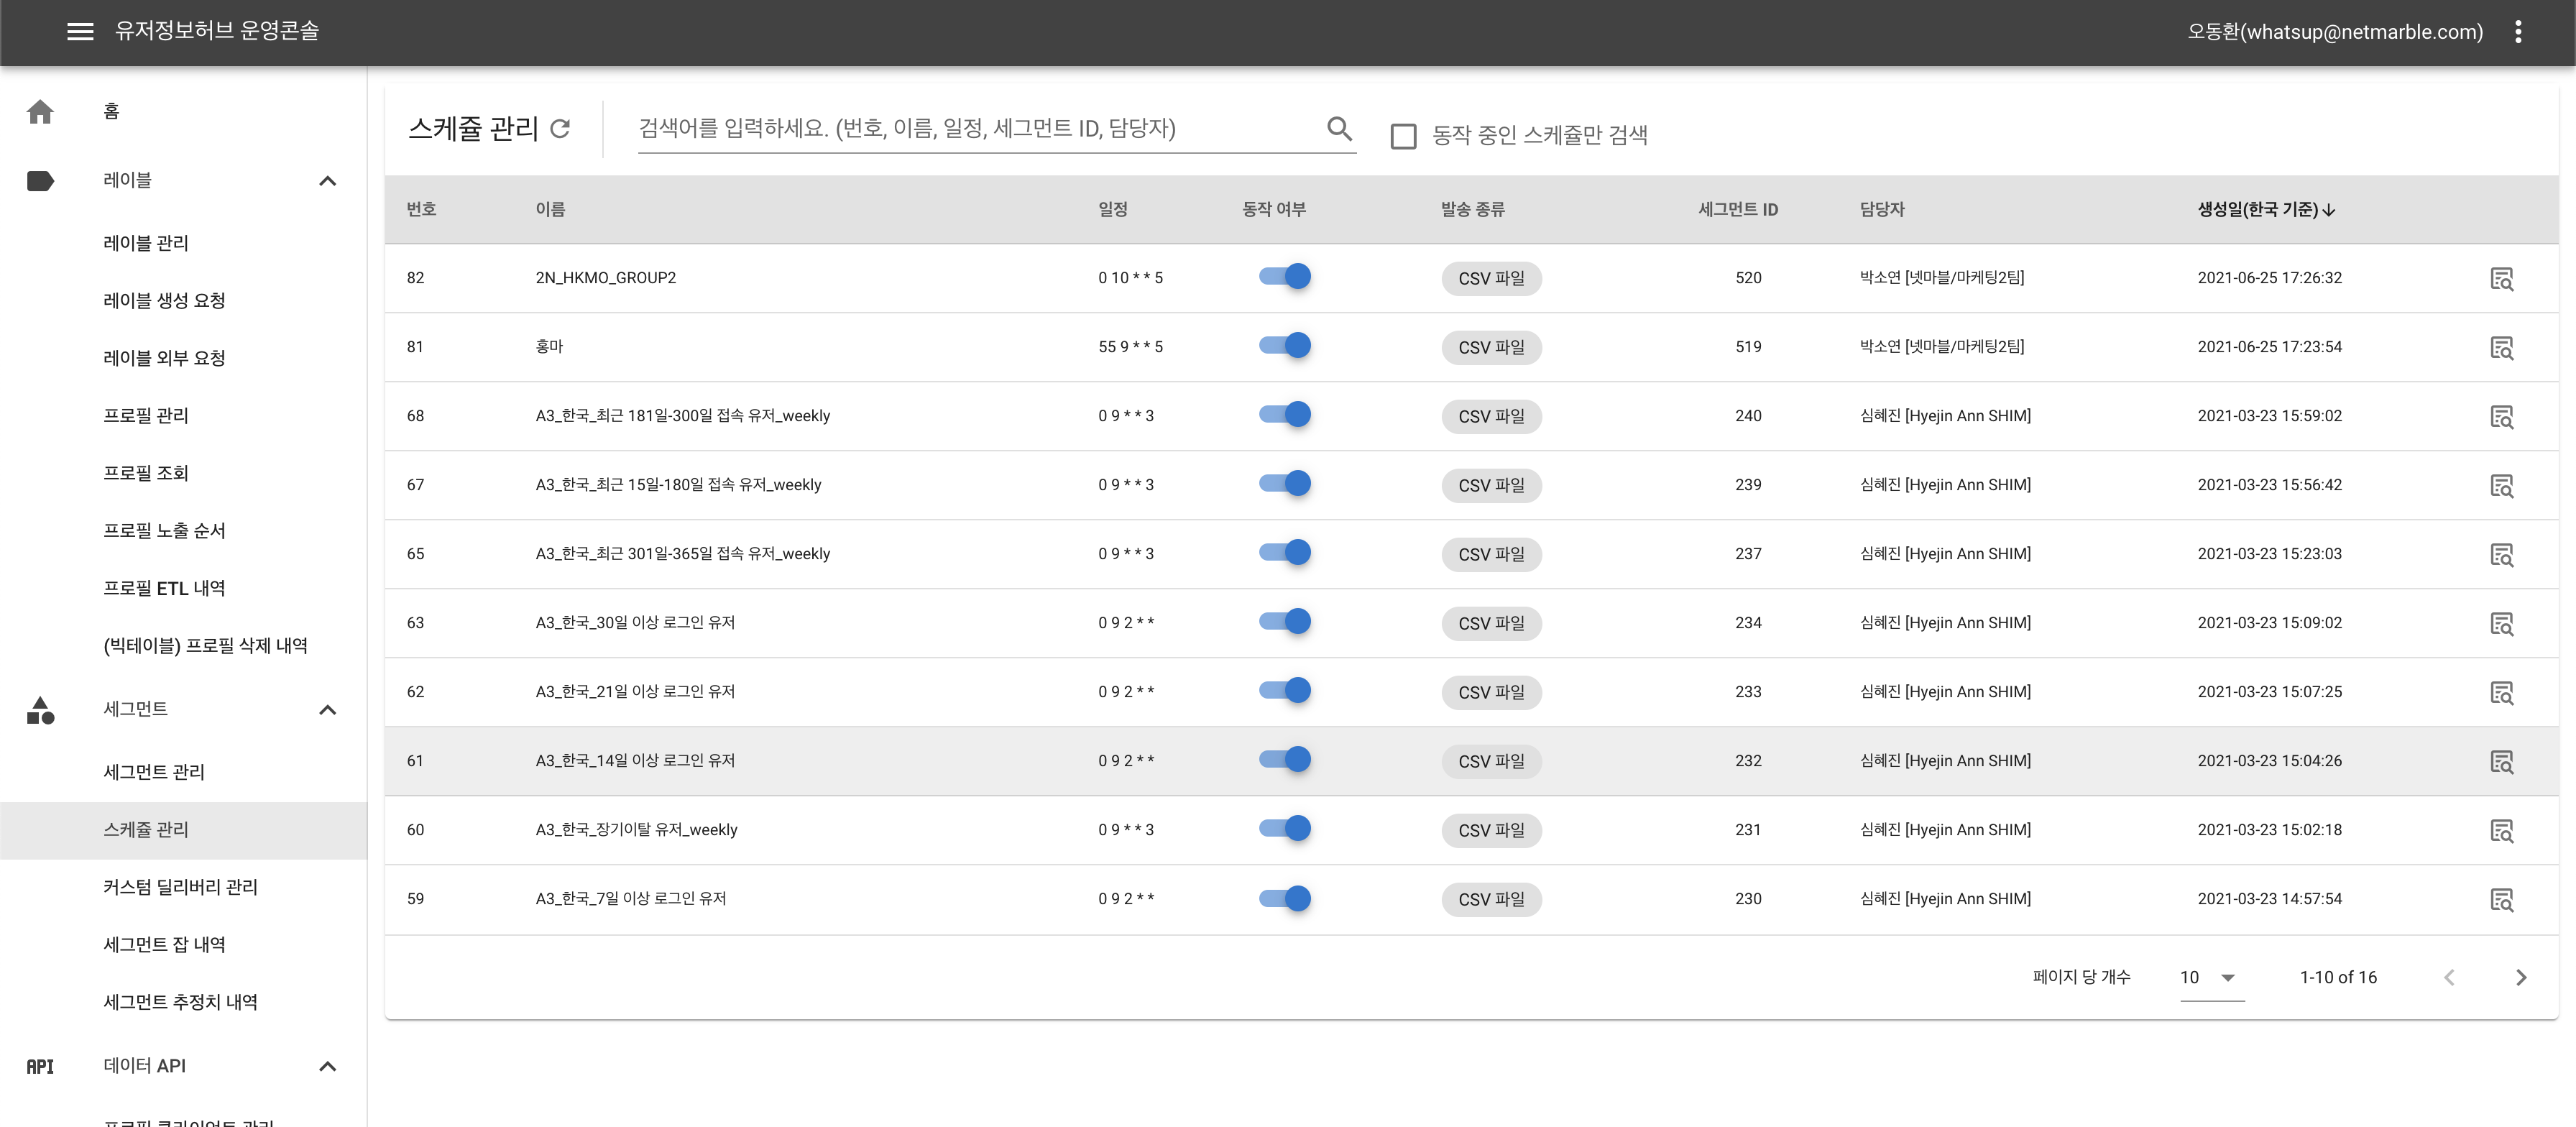 유저정보허브 운영콘솔
오동환(whatsup@netmarble.com)
홈
레이블
레이블 관리
레이블 생성 요청
레이블 외부 요청
프로필 관리
프로필 조회
프로필 노출 순서
프로필 ETL 내역
(빅테이블) 프로필 삭제 내역
세그먼트
세그먼트 관리
스케쥴 관리
커스텀 딜리버리 관리
세그먼트 잡 내역
세그먼트 추정치 내역
API 데이터 API
스케쥴 관리
검색어를 입력하세요. (번호, 이름, 일정, 세그먼트 ID, 담당자)
동작 중인 스케쥴만 검색
번호 이름 일정 동작 여부 발송 종류 세그먼트 ID 담당자 생성일(한국 기준)
82 2N_HKMO_GROUP2 0 10 * * 5 CSV 파일 520 박소연 [넷마블/마케팅2팀] 2021-06-25 17:26:32
81 홍마 55 9 * * 5 CSV 파일 519 박소연 [넷마블/마케팅2팀] 2021-06-25 17:23:54
68 A3_한국_최근 181일-300일 접속 유저_weekly 0 9 * * 3 CSV 파일 240 심혜진 [Hyejin Ann SHIM] 2021-03-23 15:59:02
67 A3_한국_최근 15일-180일 접속 유저_weekly 0 9 * * 3 CSV 파일 239 심혜진 [Hyejin Ann SHIM] 2021-03-23 15:56:42
65 A3_한국_최근 301일-365일 접속 유저_weekly 0 9 * * 3 CSV 파일 237 심혜진 [Hyejin Ann SHIM] 2021-03-23 15:23:03
63 A3_한국_30일 이상 로그인 유저 0 9 2 * * CSV 파일 234 심혜진 [Hyejin Ann SHIM] 2021-03-23 15:09:02
62 A3_한국_21일 이상 로그인 유저 0 9 2 * * CSV 파일 233 심혜진 [Hyejin Ann SHIM] 2021-03-23 15:07:25
61 A3_한국_14일 이상 로그인 유저 0 9 2 * * CSV 파일 232 심혜진 [Hyejin Ann SHIM] 2021-03-23 15:04:26
60 A3_한국_장기이탈 유저_weekly 0 9 * * 3 CSV 파일 231 심혜진 [Hyejin Ann SHIM] 2021-03-23 15:02:18
59 A3_한국_7일 이상 로그인 유저 0 9 2 * * CSV 파일 230 심혜진 [Hyejin Ann SHIM] 2021-03-23 14:57:54
페이지 당 개수 10 1-10 of 16